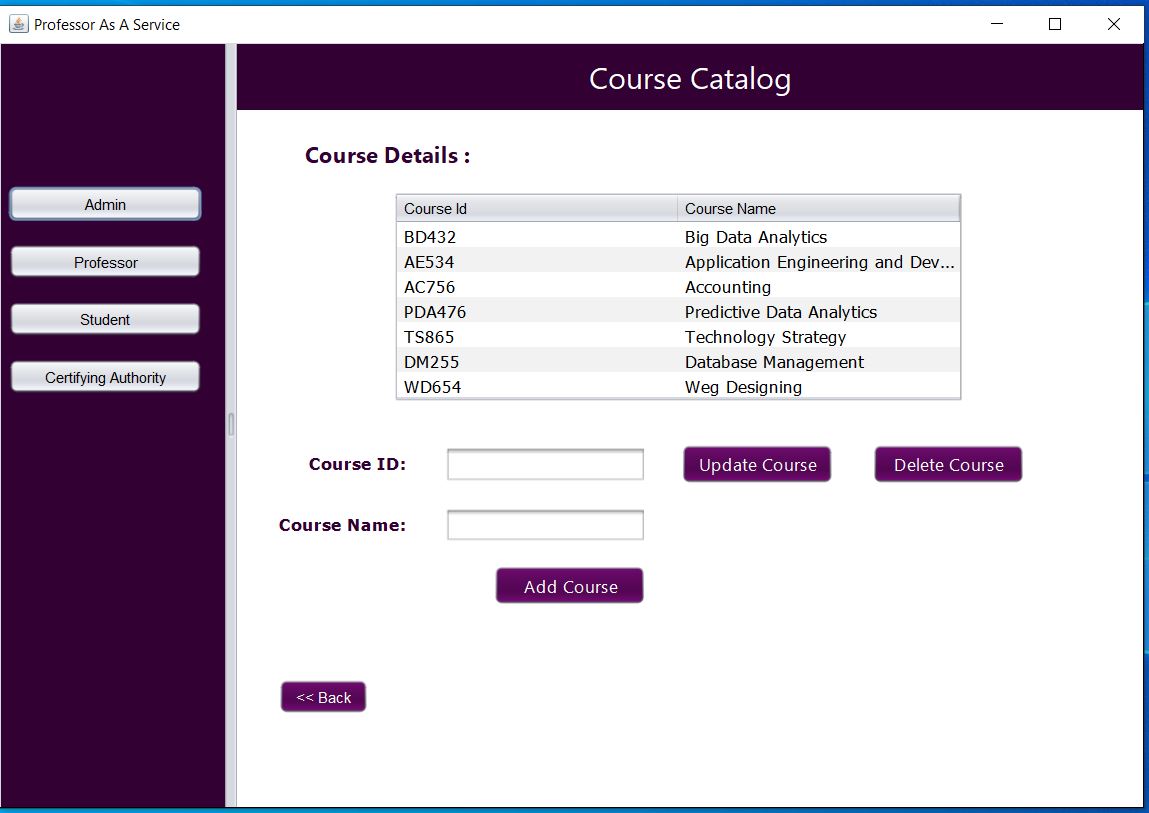 Professor As A Service
Course Catalog
Admin
Professor
Student
Certifying Authority
Course Details :
Course Id Course Name
BD432 Big Data Analytics
AE534 Application Engineering and Dev...
AC756 Accounting
PDA476 Predictive Data Analytics
TS865 Technology Strategy
DM255 Database Management
WD654 Weg Designing
Course ID: Update Course Delete Course
Course Name:
Add Course
<< Back